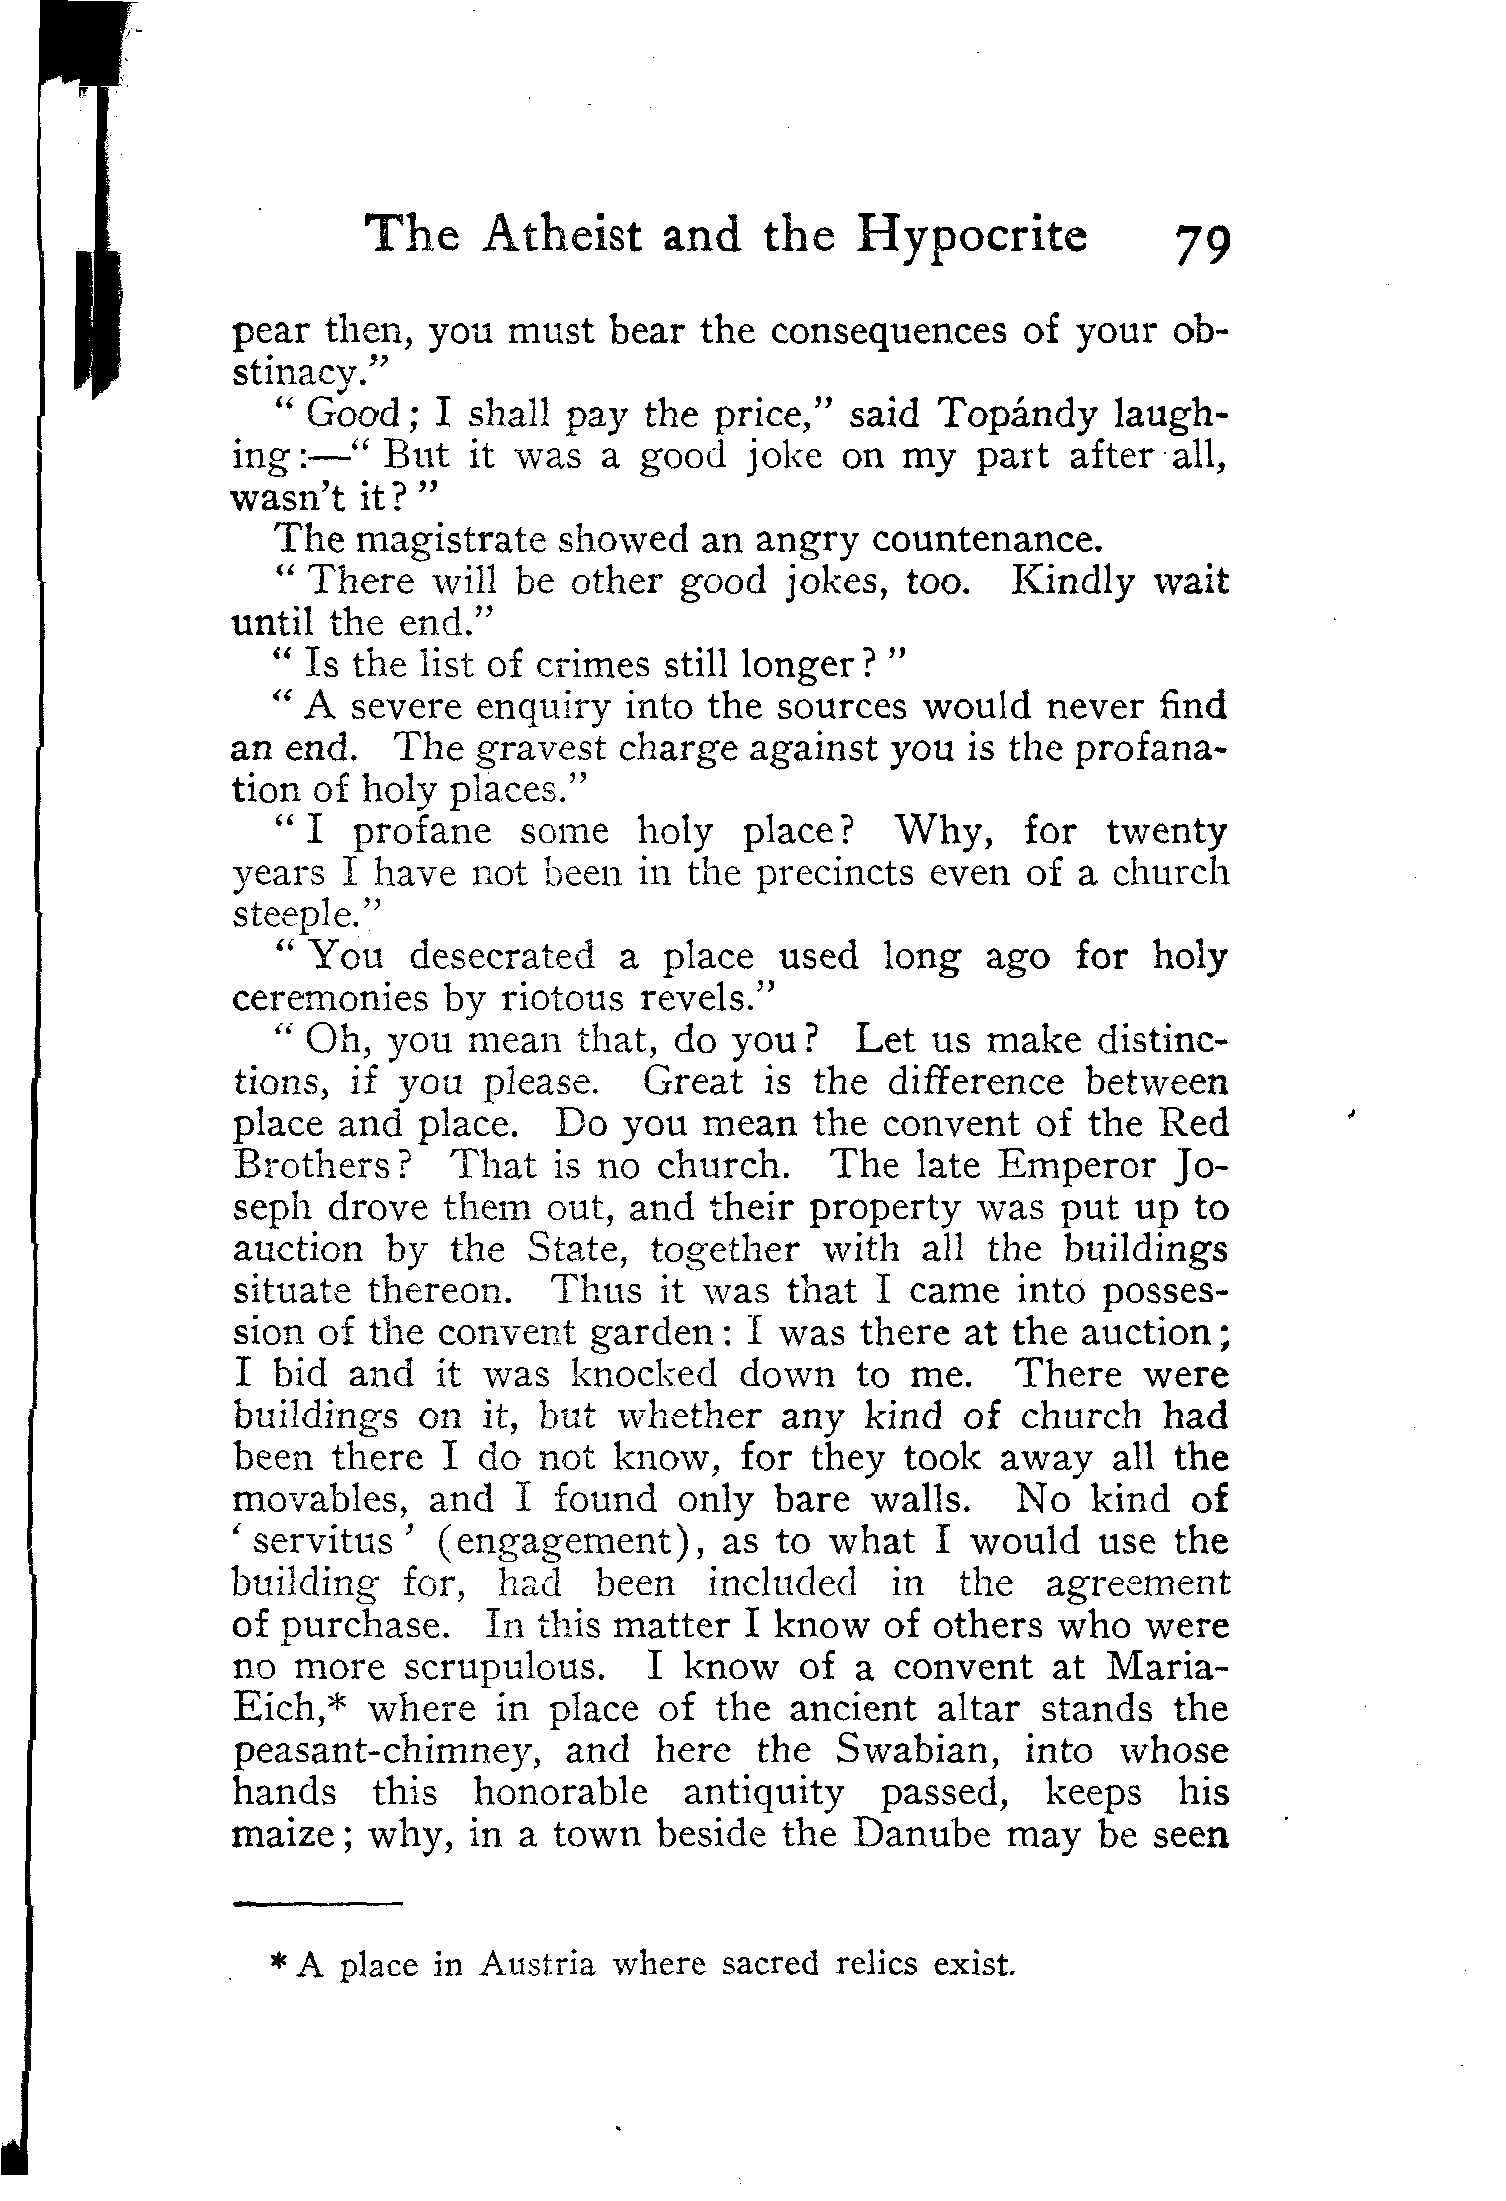 The Atheist and the Hypocrite 79
pear then, you must bear the consequences of your ob-
stinacy."
" Good; I shall pay the price," said Topándy laugh-
ing:—" But it was a good joke on my part after all,
wasn't it? "
The magistrate showed an angry countenance.
" There will be other good jokes, too. Kindly wait
until the end."
" Is the list of crimes still longer? "
" A severe enquiry into the sources would never find
an end. The gravest charge against you is the profana-
tion of holy places."
" I profane some holy place? Why, for twenty
years I have not been in the precincts even of a church
steeple."
" You desecrated a place used long ago for holy
ceremonies by riotous revels."
" Oh, you mean that, do you? Let us make distinc-
tions, if you please. Great is the difference between
place and place. Do you mean the convent of the Red
Brothers? That is no church. The late Emperor Jo-
seph drove them out, and their property was put up to
auction by the State, together with all the buildings
situate thereon. Thus it was that I came into posses-
sion of the convent garden: I was there at the auction;
I bid and it was knocked down to me. There were
buildings on it, but whether any kind of church had
been there I do not know, for they took away all the
movables, and I found only bare walls. No kind of
' servitus ' (engagement), as to what I would use the
building for, had been included in the agreement
of purchase. In this matter I know of others who were
no more scrupulous. I know of a convent at Maria-
Eich,* where in place of the ancient altar stands the
peasant-chimney, and here the Swabian, into whose
hands this honorable antiquity passed, keeps his
maize; why, in a town beside the Danube may be seen
* A place in Austria where sacred relics exist.